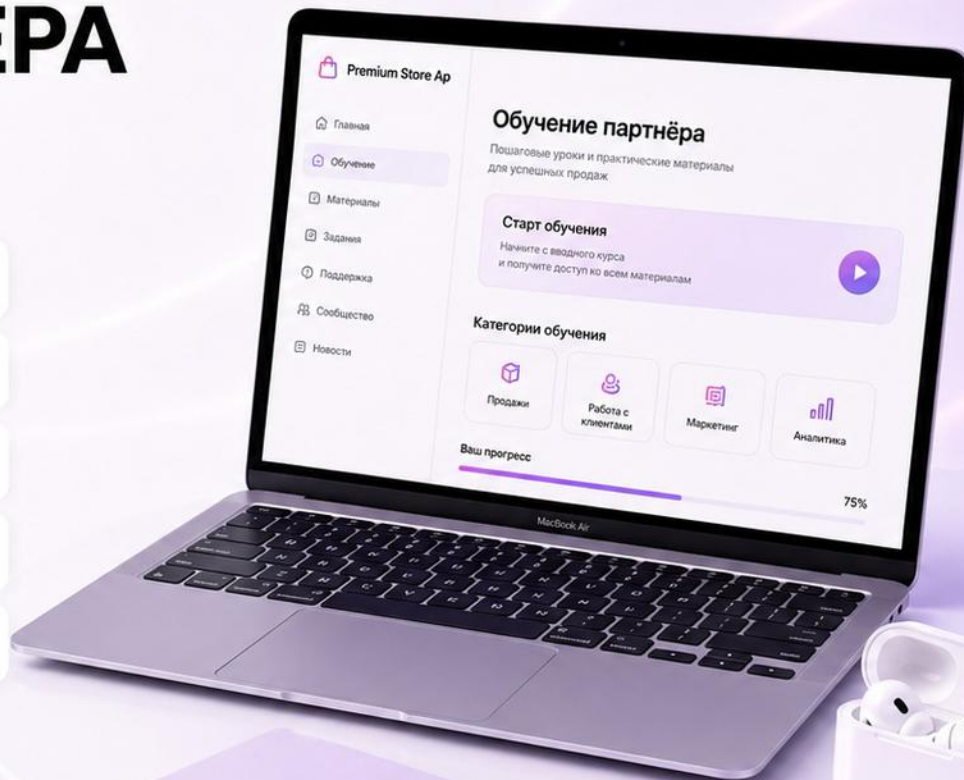 ЕРА
Premium Store Ap
Главная
Обучение
Материалы
Задания
Поддержка
Сообщество
Новости
Обучение партнёра
Пошаговые уроки и практические материалы
для успешных продаж
Старт обучения
Начните с вводного курса
и получите доступ ко всем материалам
Категории обучения
Продажи
Работа с
клиентами
Маркетинг
Аналитика
Ваш прогресс
75%
MacBook Air